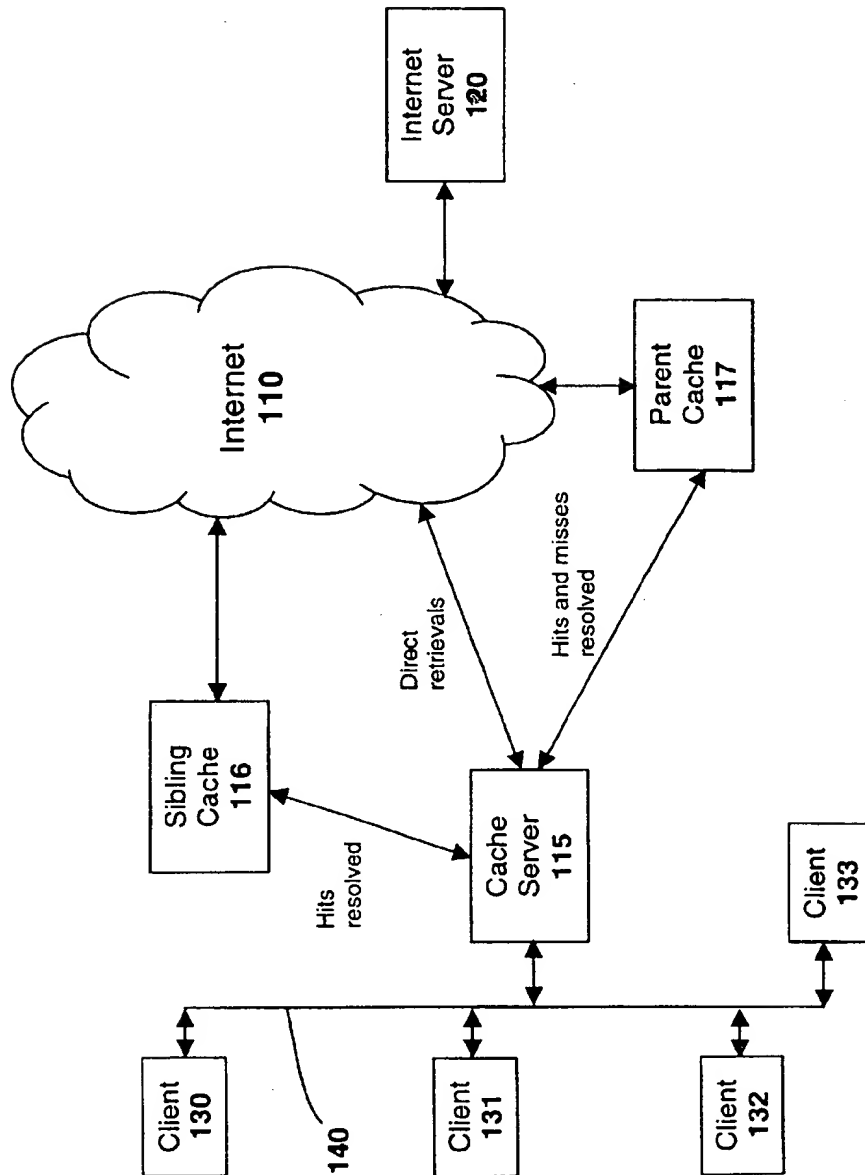 Internet
Server
120
Internet
110
Parent
Cache
117
Sibling
Cache
116
Direct
retrievals
Hits and misses
resolved
Hits
resolved
Cache
Server
115
Client
133
Client
130
140
Client
131
Client
132